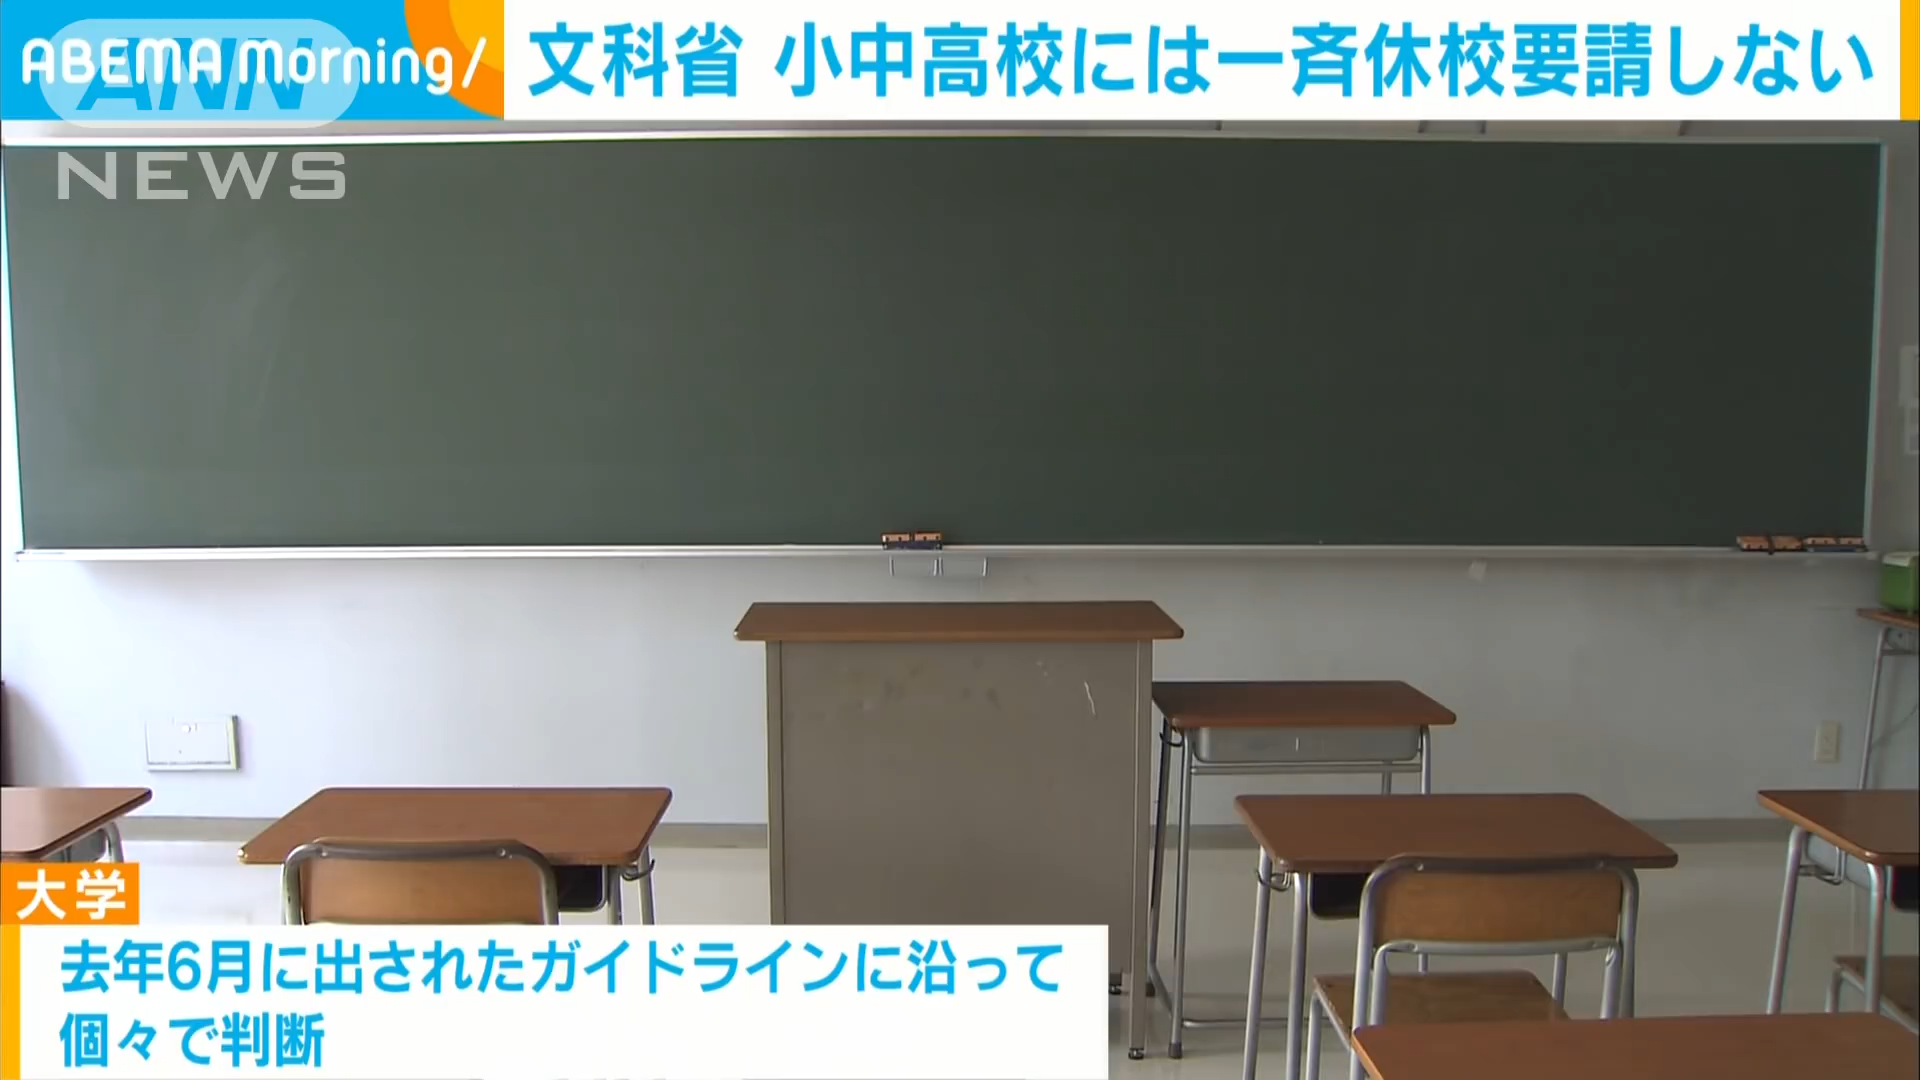 ABEMA Morning/
ANN
NEWS
文科省 小中高校には一斉休校要請しない
大学
去年6月に出されたガイドラインに沿って
個々で判断